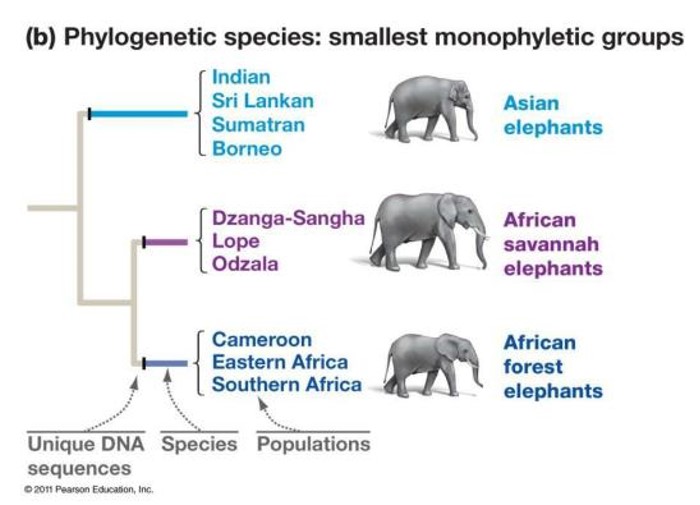 (b) Phylogenetic species: smallest monophyletic groups
Indian
Sri Lankan
Sumatran
Borneo
Asian
elephants
Dzanga-Sangha
Lope
Odzala
African
savannah
elephants
Cameroon
Eastern Africa
Southern Africa
African
forest
elephants
Unique DNA
sequences
Species
Populations
© 2011 Pearson Education, Inc.